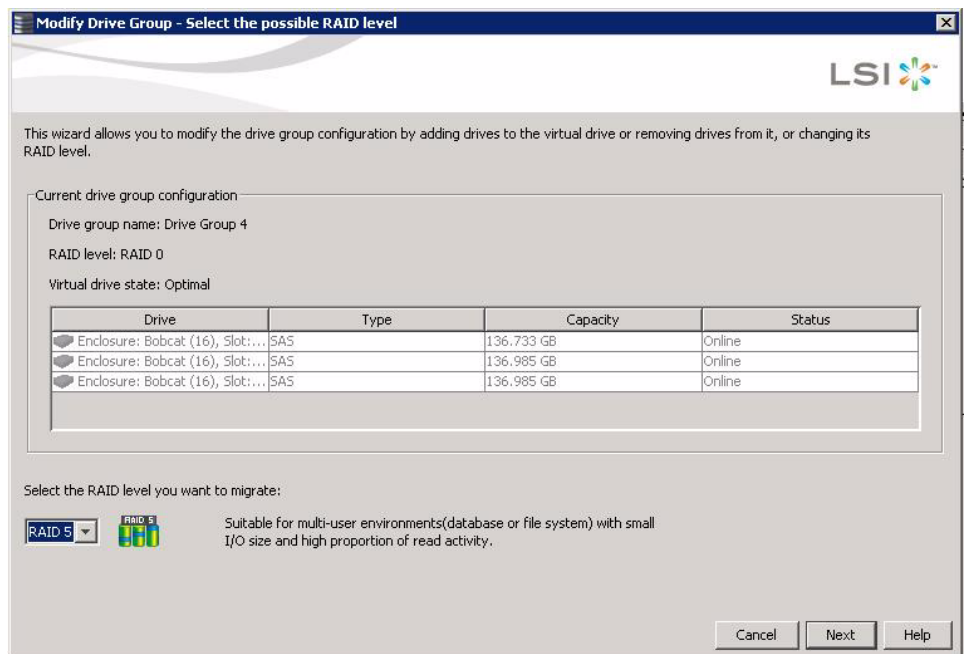 Modify Drive Group - Select the possible RAID level
LSI
This wizard allows you to modify the drive group configuration by adding drives to the virtual drive or removing drives from it, or changing its
RAID level.
Current drive group configuration
Drive group name: Drive Group 4
RAID level: RAID 0
Virtual drive state: Optimal
Drive Type Capacity Status
Enclosure: Bobcat (16), Slot:... SAS 136.733 GB Online
Enclosure: Bobcat (16), Slot:... SAS 136.985 GB Online
Enclosure: Bobcat (16), Slot:... SAS 136.985 GB Online
Select the RAID level you want to migrate:
RAID 5
RAID 5
Suitable for multi-user environments(database or file system) with small
I/O size and high proportion of read activity.
Cancel Next Help